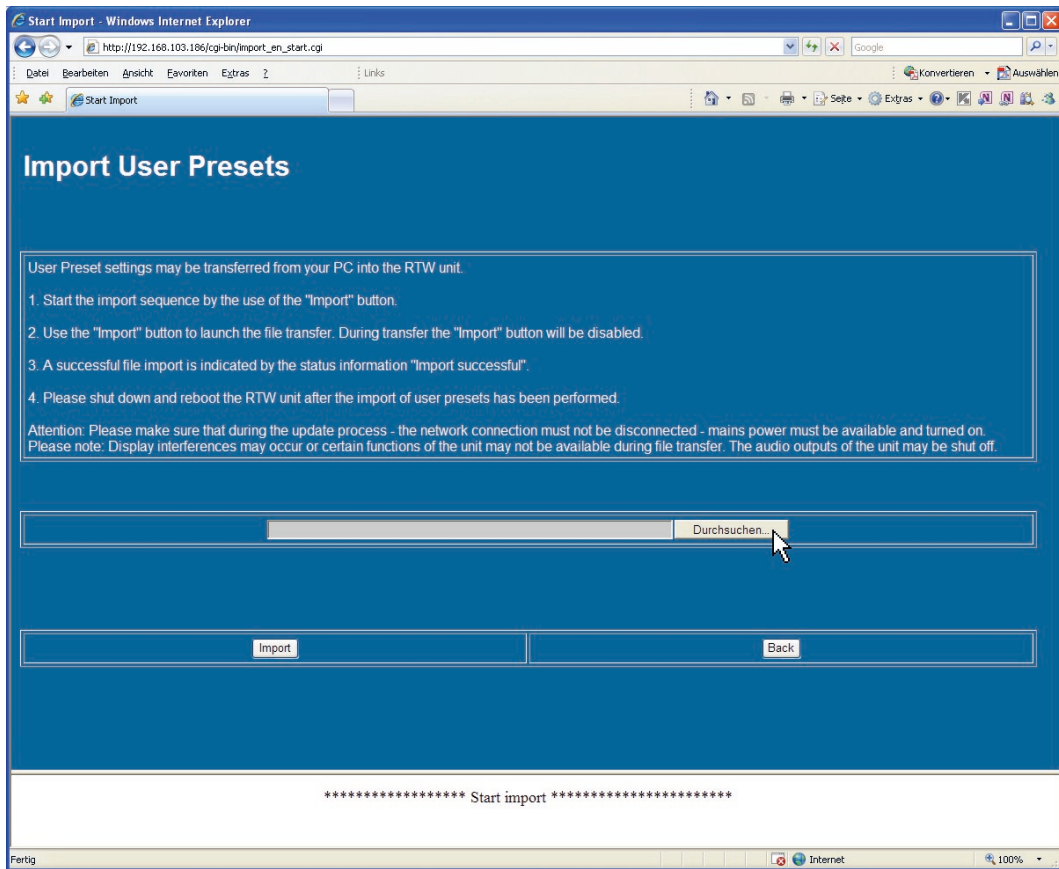 Start Import - Windows Internet Explorer
http://192.168.103.186/cgi-bin/import_en_start.cgi
Google
Datei Bearbeiten Ansicht Favoriten Extras ?
Links
Konvertieren
Auswählen
Start Import
Seite
Extras
Import User Presets
User Preset settings may be transferred from your PC into the RTW unit.
1. Start the import sequence by the use of the "Import" button.
2. Use the "Import" button to launch the file transfer. During transfer the "Import" button will be disabled.
3. A successful file import is indicated by the status information "Import successful".
4. Please shut down and reboot the RTW unit after the import of user presets has been performed.
Attention: Please make sure that during the update process - the network connection must not be disconnected - mains power must be available and turned on.
Please note: Display interferences may occur or certain functions of the unit may not be available during file transfer. The audio outputs of the unit may be shut off.
Durchsuchen...
Import
Back
****************** Start import ***********************
Fertig
Internet
100%